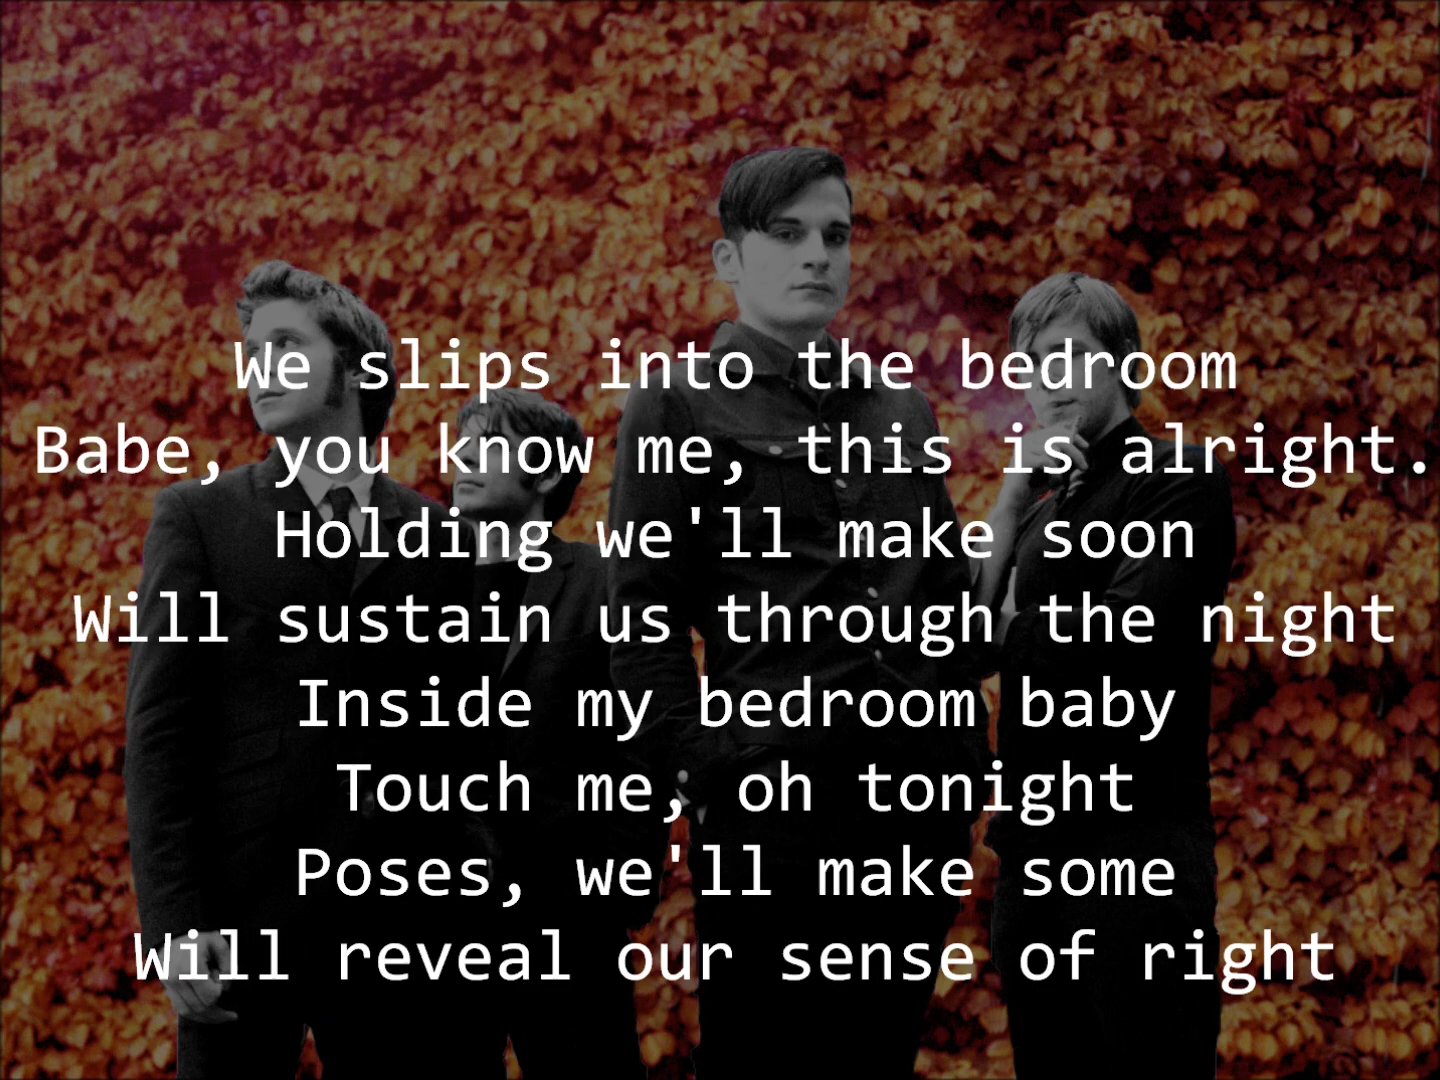 We slips into the bedroom
Babe, you know me, this is alright.
Holding we'll make soon
Will sustain us through the night
Inside my bedroom baby
Touch me, oh tonight
Poses, we'll make some
Will reveal our sense of right